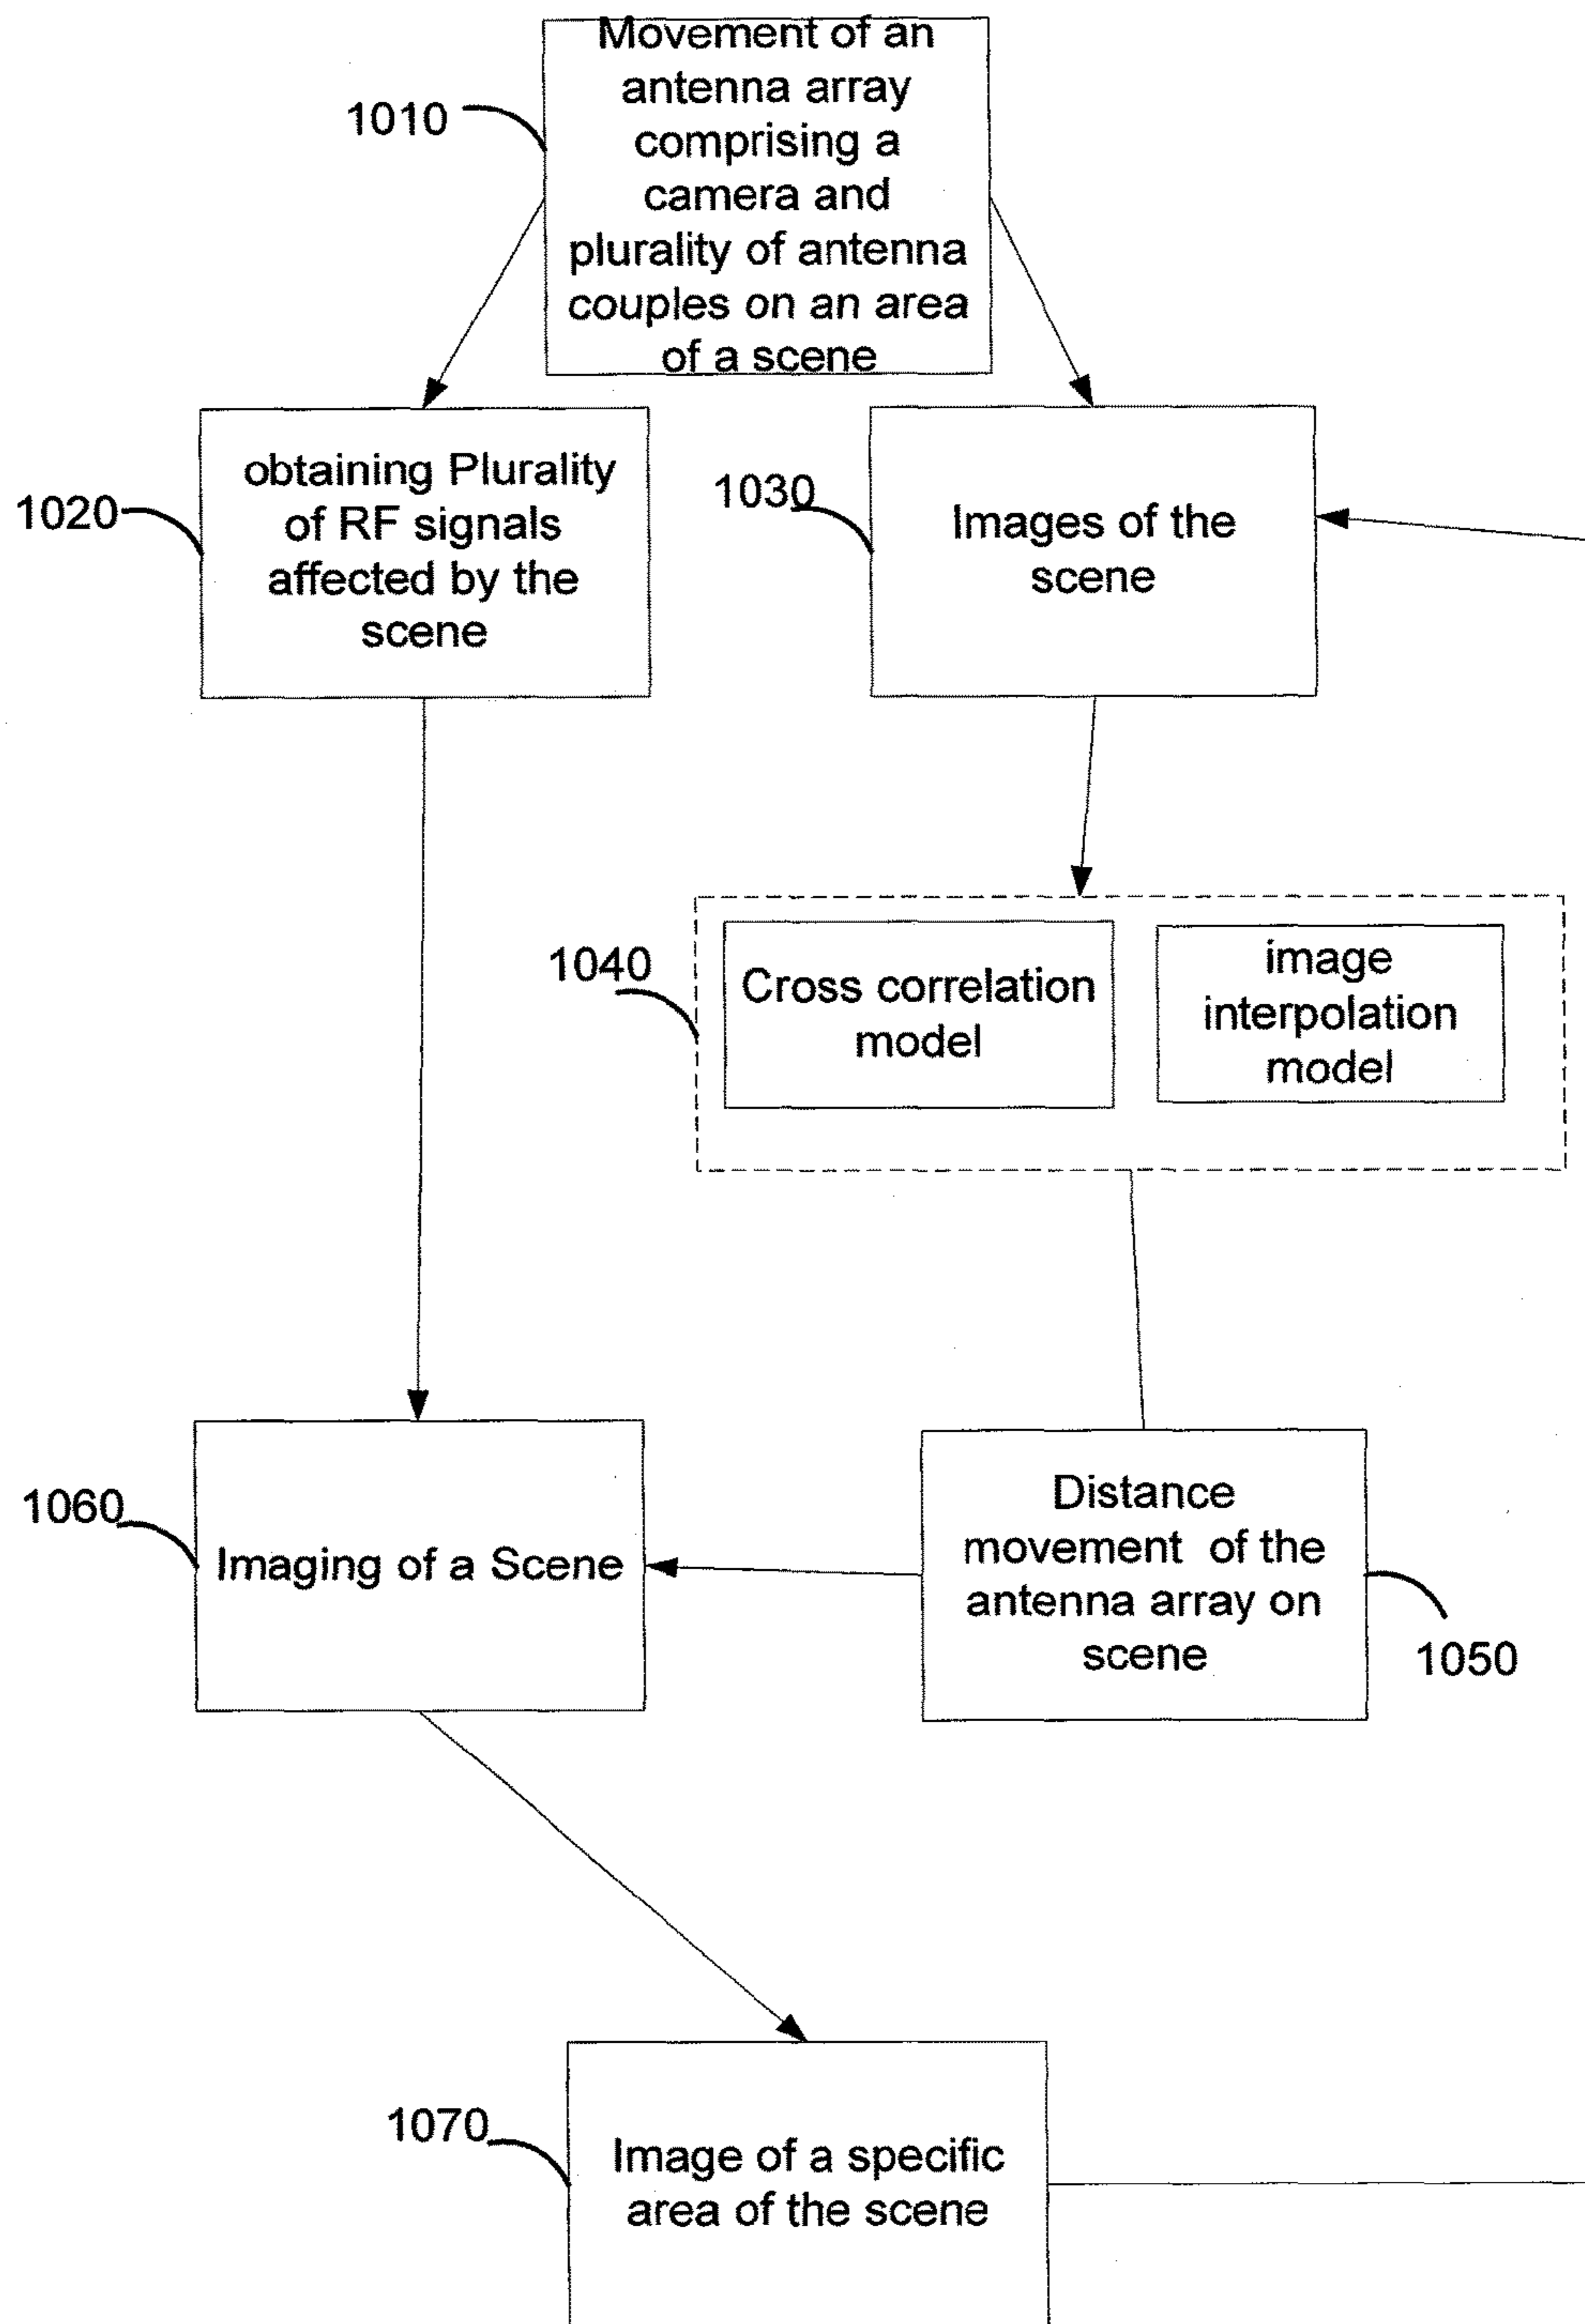 Movement of an
antenna array
comprising a
camera and
plurality of antenna
couples on an area
of a scene
1010
obtaining Plurality
of RF signals
affected by the
scene
1020
1030
Images of the
scene
1040
Cross correlation
model
image
interpolation
model
1060
Imaging of a Scene
Distance
movement of the
antenna array on
scene
1050
1070
Image of a specific
area of the scene